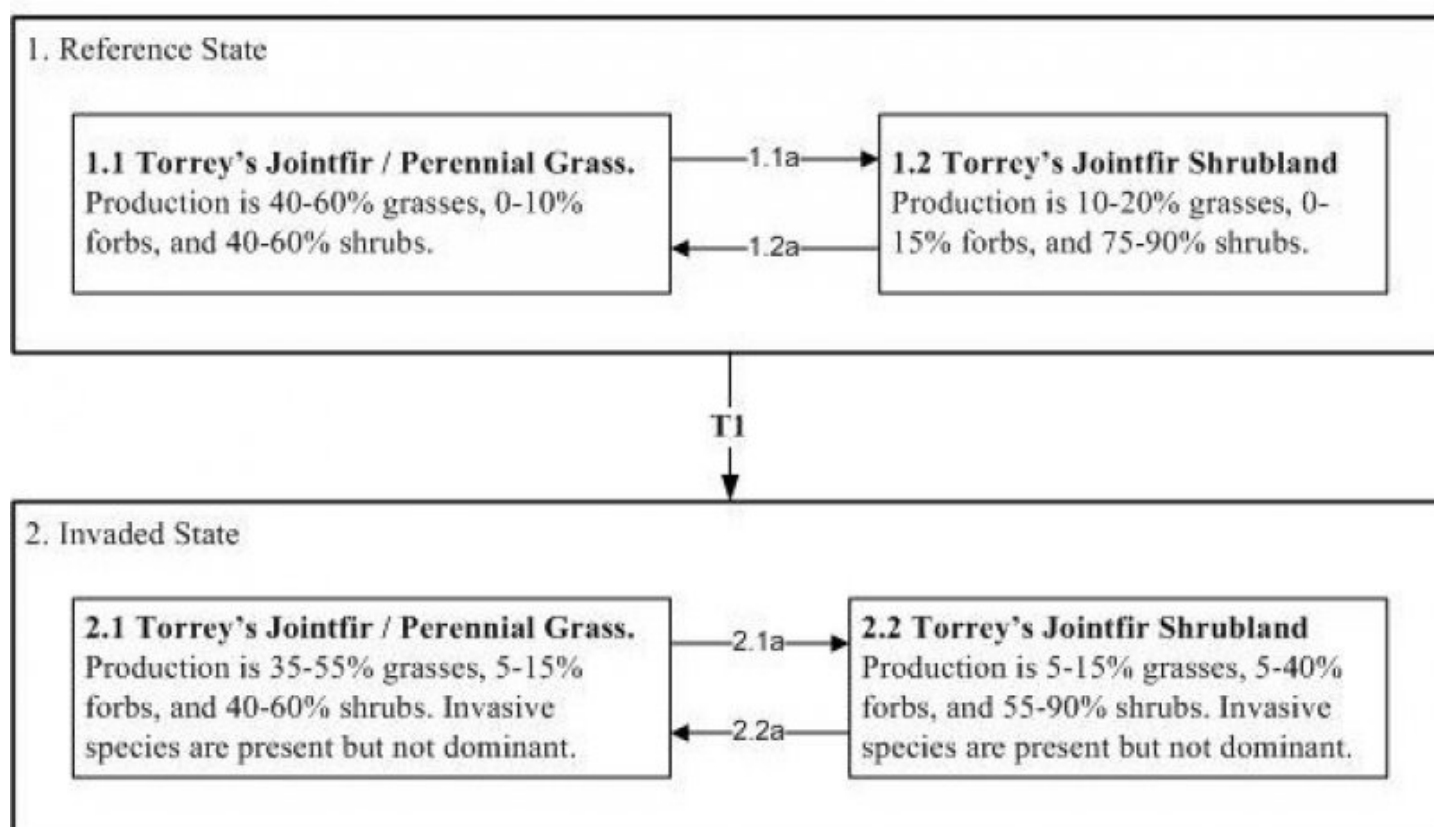 1. Reference State
1.1 Torrey's Jointfir / Perennial Grass.
Production is 40-60% grasses, 0-10%
forbs, and 40-60% shrubs.
1.1a
1.2a
1.2 Torrey's Jointfir Shrubland
Production is 10-20% grasses, 0-
15% forbs, and 75-90% shrubs.
T1
2. Invaded State
2.1 Torrey's Jointfir / Perennial Grass.
Production is 35-55% grasses, 5-15%
forbs, and 40-60% shrubs. Invasive
species are present but not dominant.
2.1a
2.2a
2.2 Torrey's Jointfir Shrubland
Production is 5-15% grasses, 5-40%
forbs, and 55-90% shrubs. Invasive
species are present but not dominant.